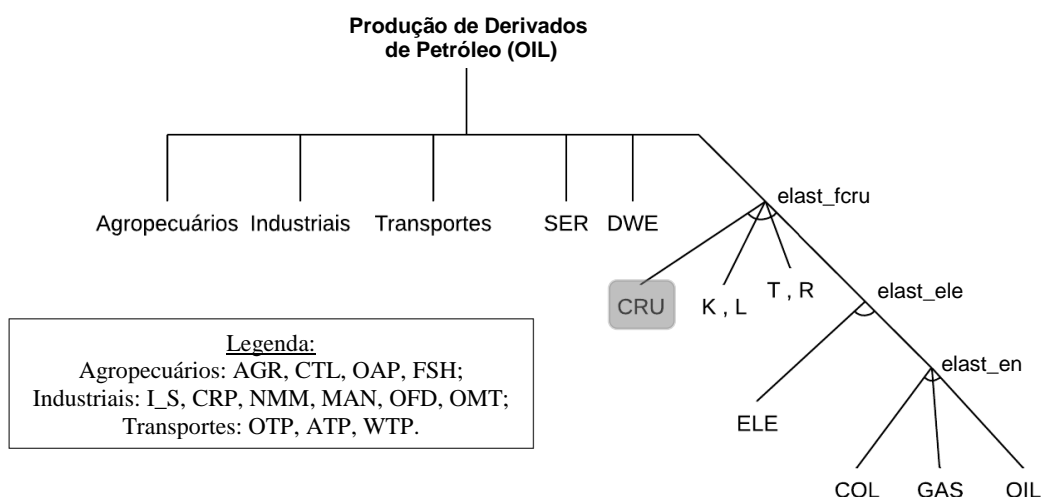 Produção de Derivados
de Petróleo (OIL)
elast_fcru
Agropecuários Industriais Transportes SER DWE
CRU K , L T , R
elast_ele
Legenda:
Agropecuários: AGR, CTL, OAP, FSH;
Industriais: I_S, CRP, NMM, MAN, OFD, OMT;
Transportes: OTP, ATP, WTP.
elast_en
ELE
COL GAS OIL